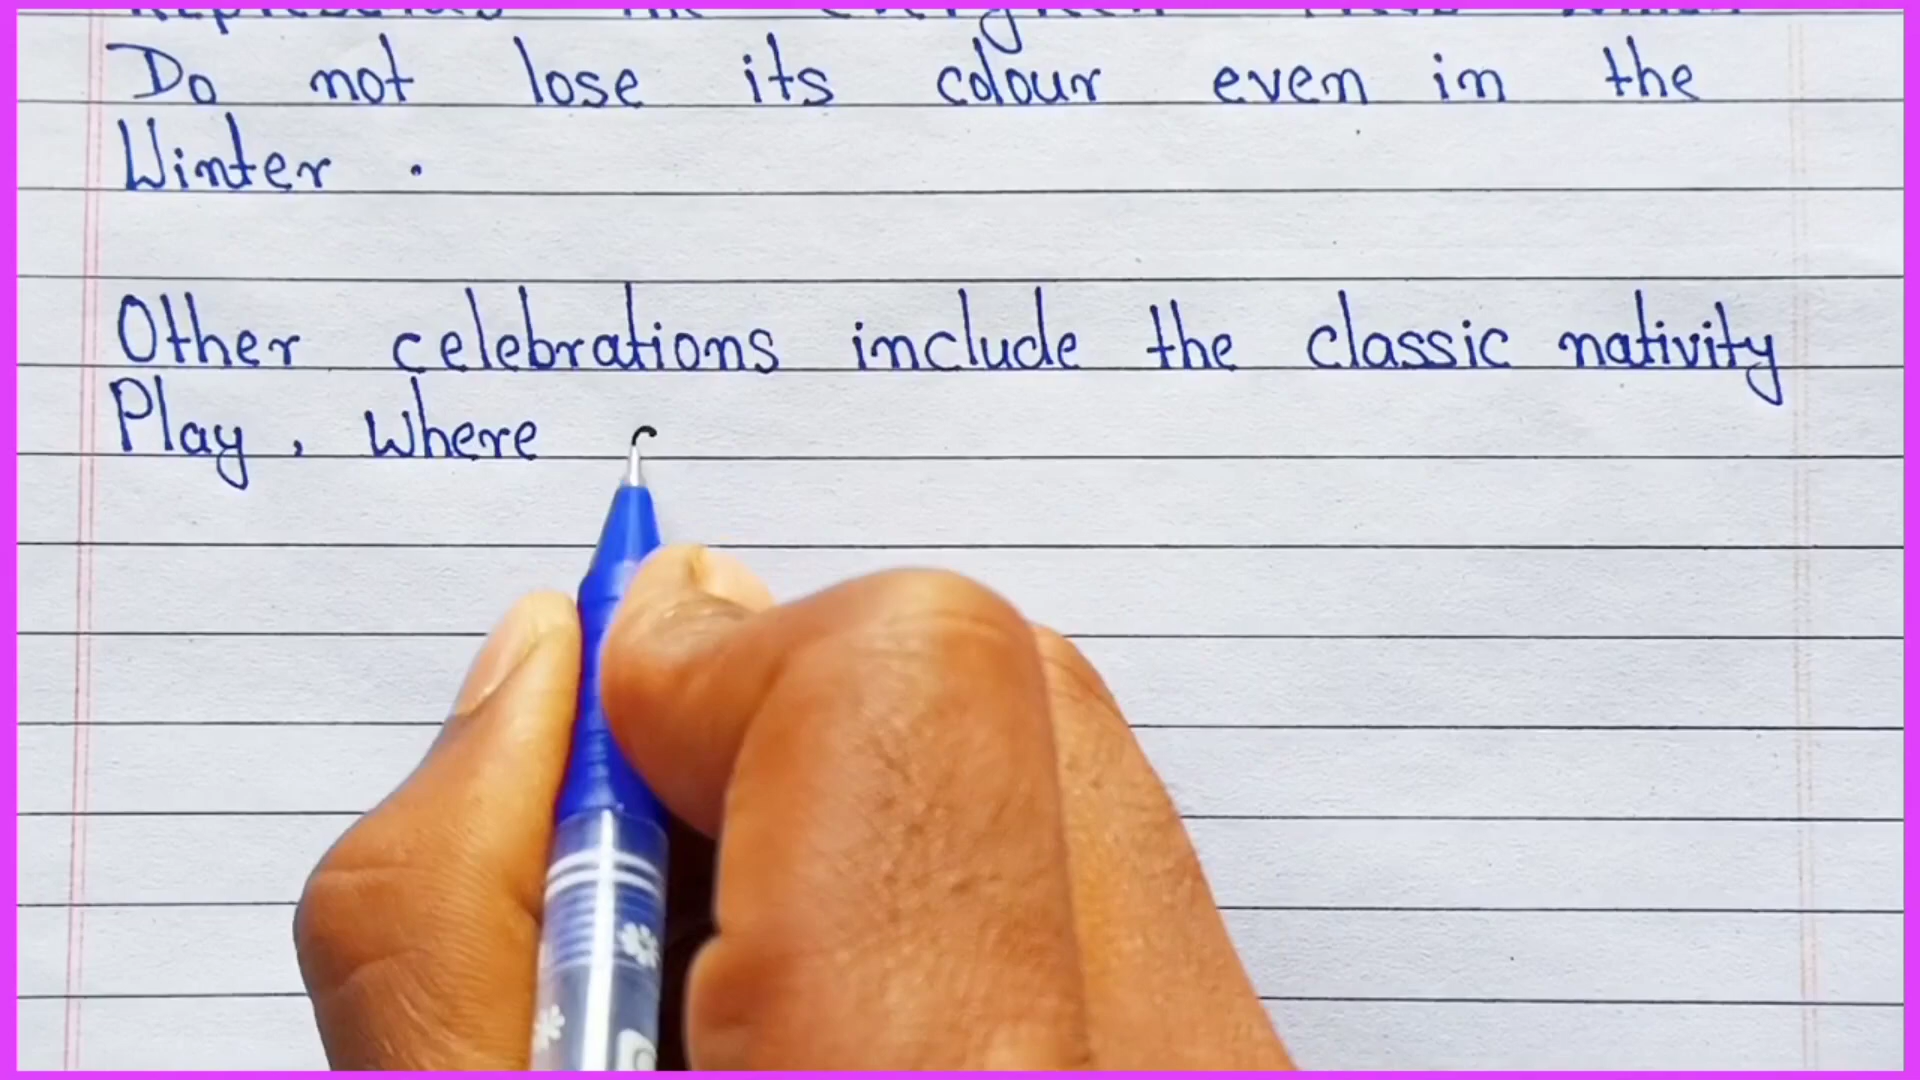 Do not lose its colour even in the
Winter .
Other celebrations include the classic nativity
Play , where